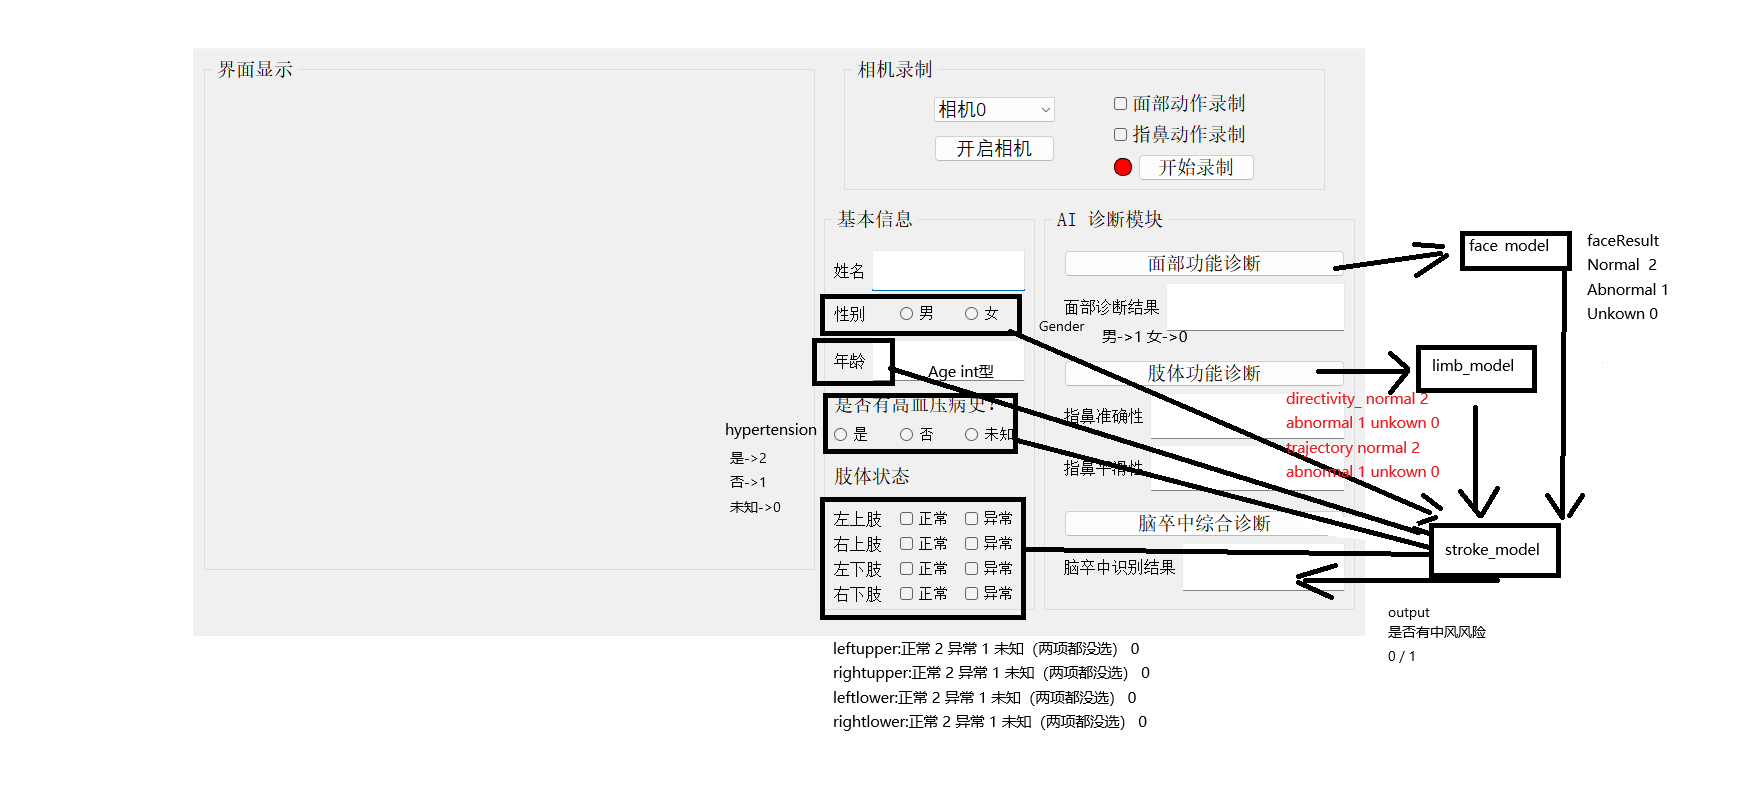 界面显示
相机录制
相机0
面部动作录制
指鼻动作录制
开启相机
开始录制
基本信息
姓名
性别 男 女
年龄
Age int型
是否有高血压病史?
是 否 未知
肢体状态
左上肢 正常 异常
右上肢 正常 异常
左下肢 正常 异常
右下肢 正常 异常
AI 诊断模块
面部功能诊断
面部诊断结果
Gender
男->1 女->0
肢体功能诊断
指鼻准确性
指鼻平滑性
脑卒中综合诊断
脑卒中识别结果
hypertension
是->2
否->1
未知->0
face model
faceResult
Normal 2
Abnormal 1
Unkown 0
limb_model
directivity_ normal 2
abnormal 1 unkown 0
trajectory normal 2
abnormal 1 unkown 0
stroke_model
output
是否有中风风险
0 / 1
leftupper:正常 2 异常 1 未知（两项都没选） 0
rightupper:正常 2 异常 1 未知（两项都没选） 0
leftlower:正常 2 异常 1 未知（两项都没选） 0
rightlower:正常 2 异常 1 未知（两项都没选） 0